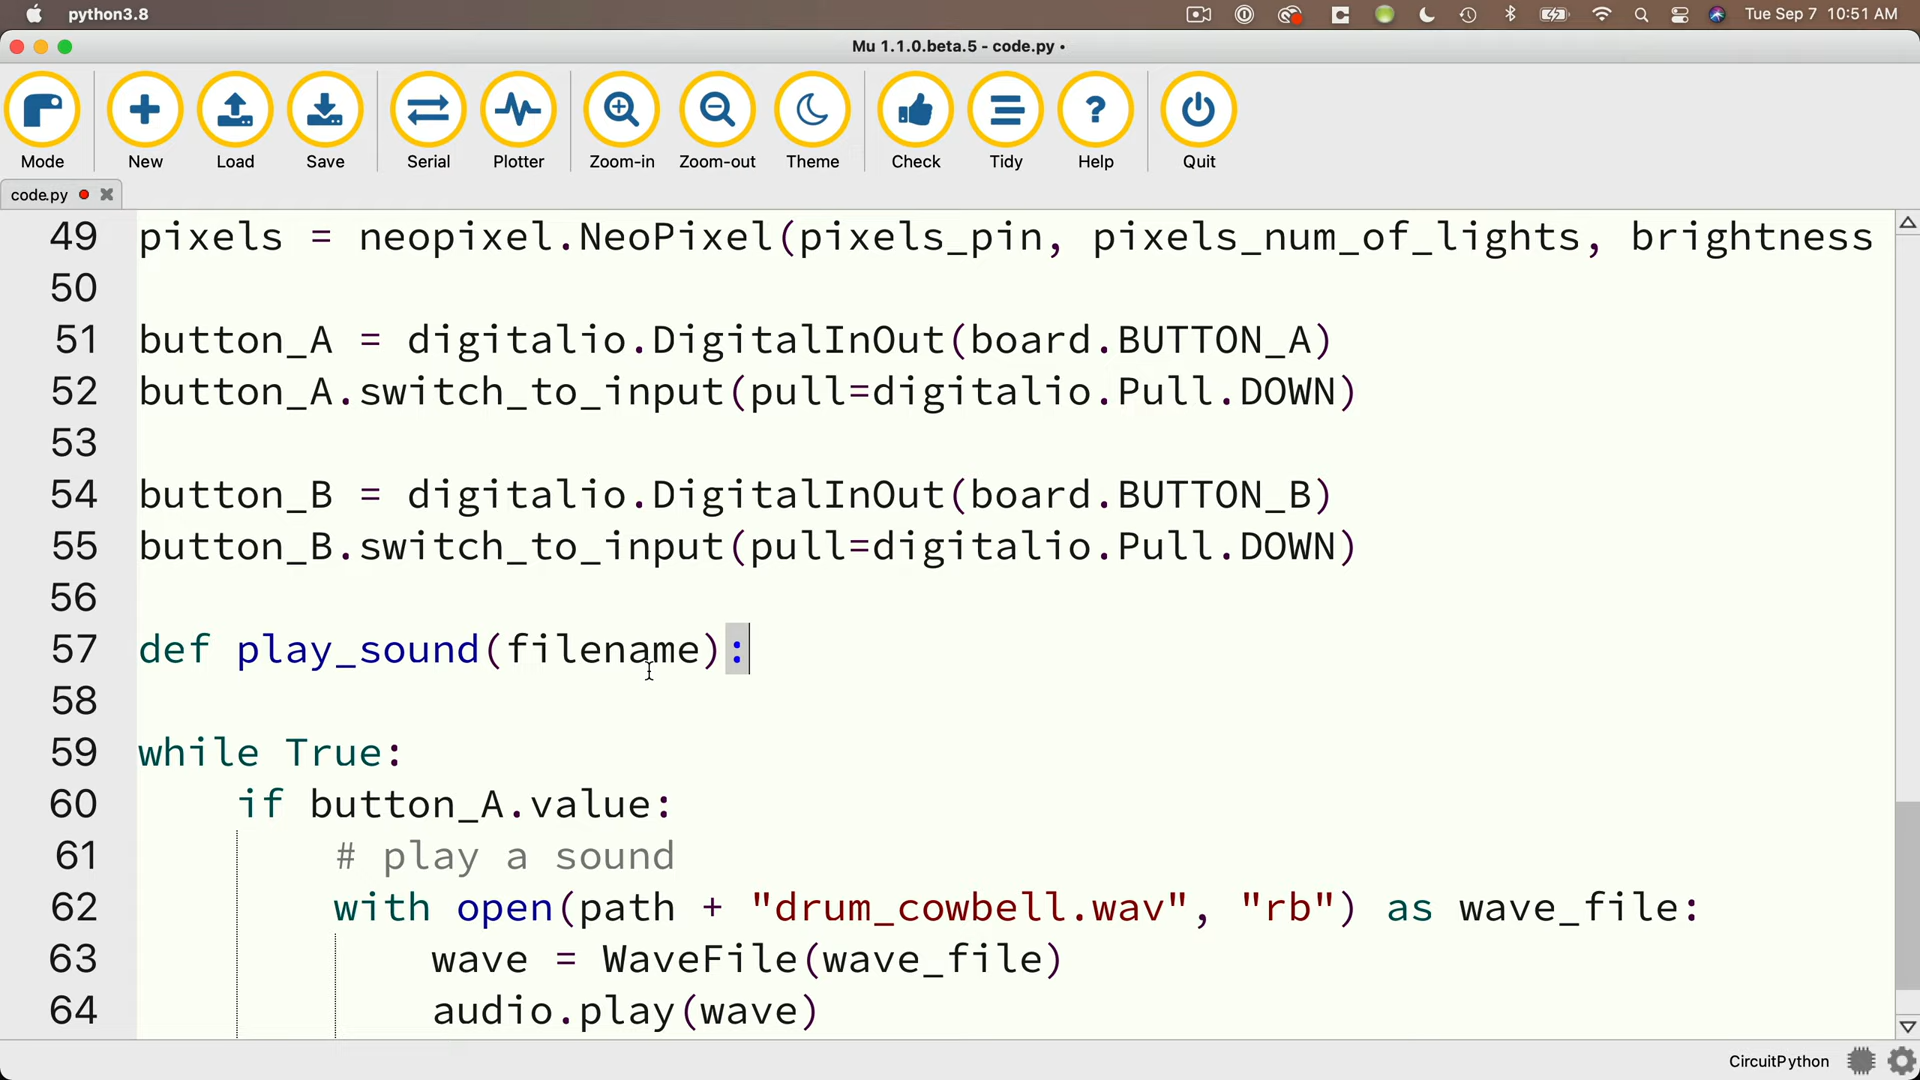 python3.8
Tue Sep 7 10:51 AM
Mu 1.1.0.beta.5 - code.py •
Mode New Load Save Serial Plotter Zoom-in Zoom-out Theme Check Tidy Help Quit
code.py
49 pixels = neopixel.NeoPixel(pixels_pin, pixels_num_of_lights, brightness
50
51 button_A = digitalio.DigitalInOut(board.BUTTON_A)
52 button_A.switch_to_input(pull=digitalio.Pull.DOWN)
53
54 button_B = digitalio.DigitalInOut(board.BUTTON_B)
55 button_B.switch_to_input(pull=digitalio.Pull.DOWN)
56
57 def play_sound(filename):
58
59 while True:
60 if button_A.value:
61 # play a sound
62 with open(path + "drum_cowbell.wav", "rb") as wave_file:
63 wave = WaveFile(wave_file)
64 audio.play(wave)
CircuitPython